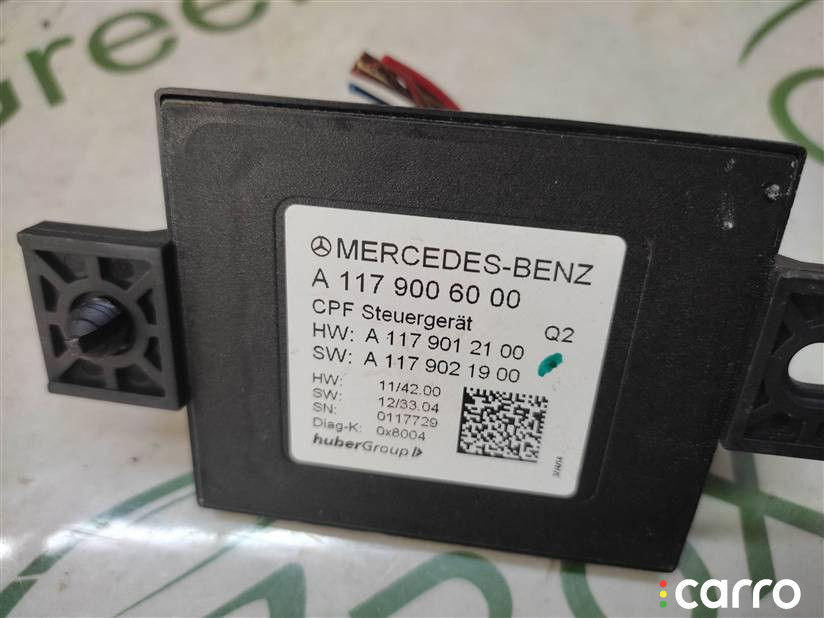 Green
MERCEDES-BENZ
A 117 900 60 00
CPF Steuergerät Q2
HW: A 117 901 21 00
SW: A 117 902 19 00
HW: 11/42.00
SW: 12/33.04
SN: 0117729
Diag-K: 0x8004
huberGroup
carro